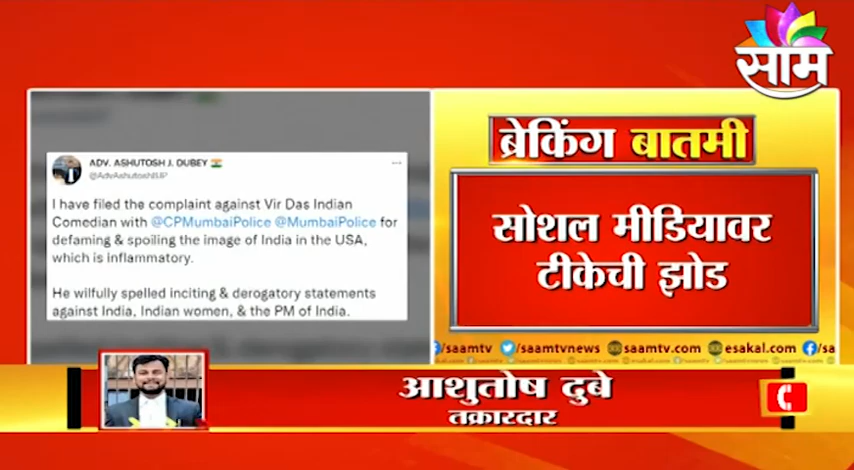 साम
ADV. ASHUTOSH J. DUBEY
@AdvAshutoshBJP
I have filed the complaint against Vir Das Indian
Comedian with @CPMumbaiPolice @MumbaiPolice for
defaming & spoiling the image of India in the USA,
which is inflammatory.
He wilfully spelled inciting & derogatory statements
against India, Indian women, & the PM of India.
ब्रेकिंग बातमी
सोशल मीडियावर
टीकेची झोड
/saamtv /saamtvnews saamtv.com esakal.com /sa
आशुतोष दुबे
तक्रारदार